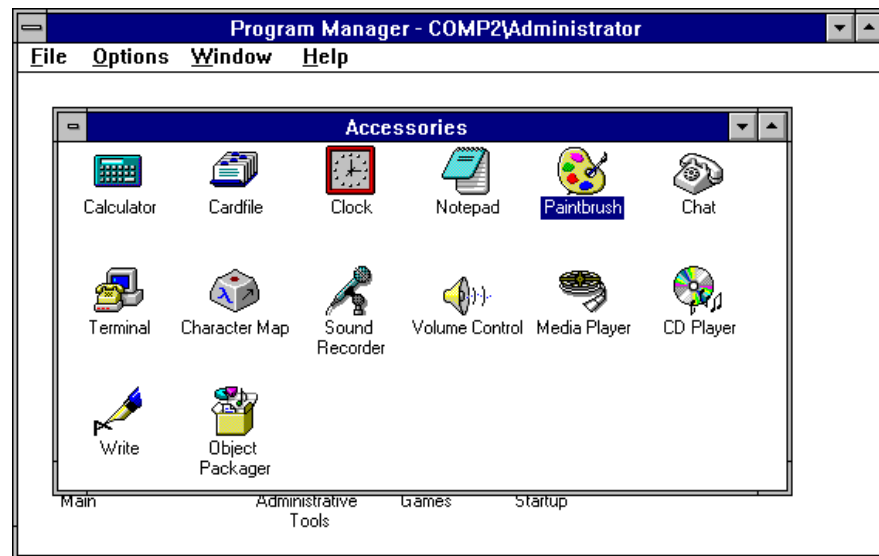 Program Manager - COMP2\Administrator
File Options Window Help
Accessories
Calculator Cardfile Clock Notepad Paintbrush Chat
Terminal Character Map Sound Recorder Volume Control Media Player CD Player
Write Object Packager
Main Administrative Tools Games Startup